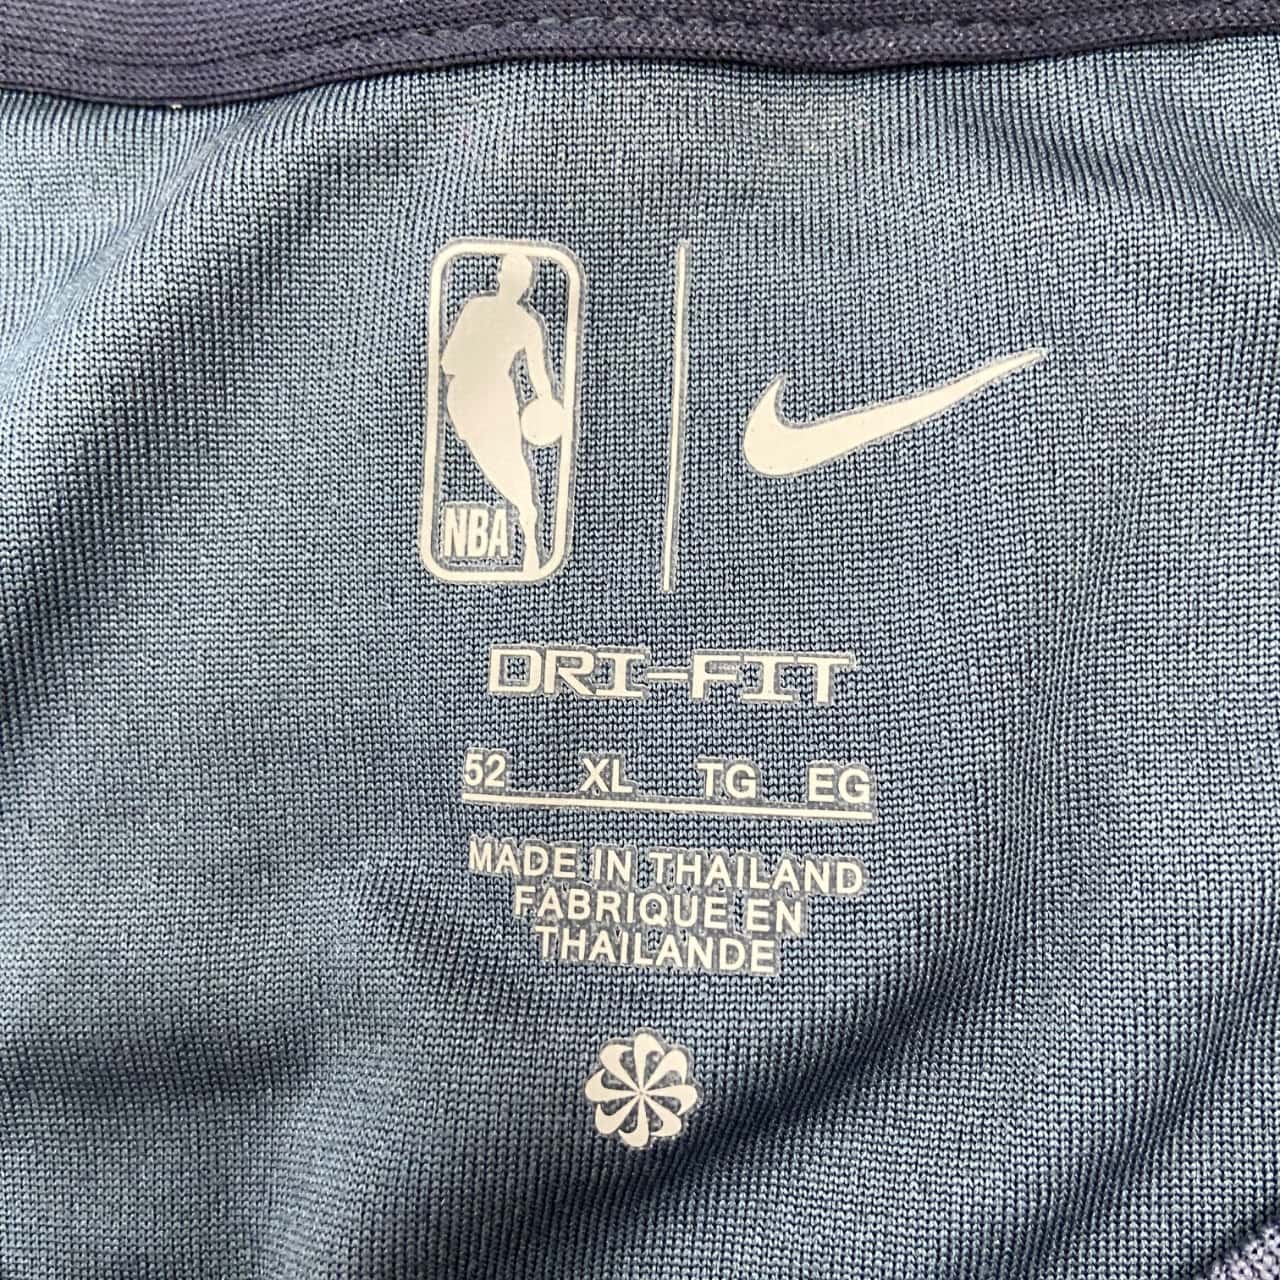 NBA
DRI-FIT
52 XL TG EG
MADE IN THAILAND
FABRIQUE EN
THAILANDE